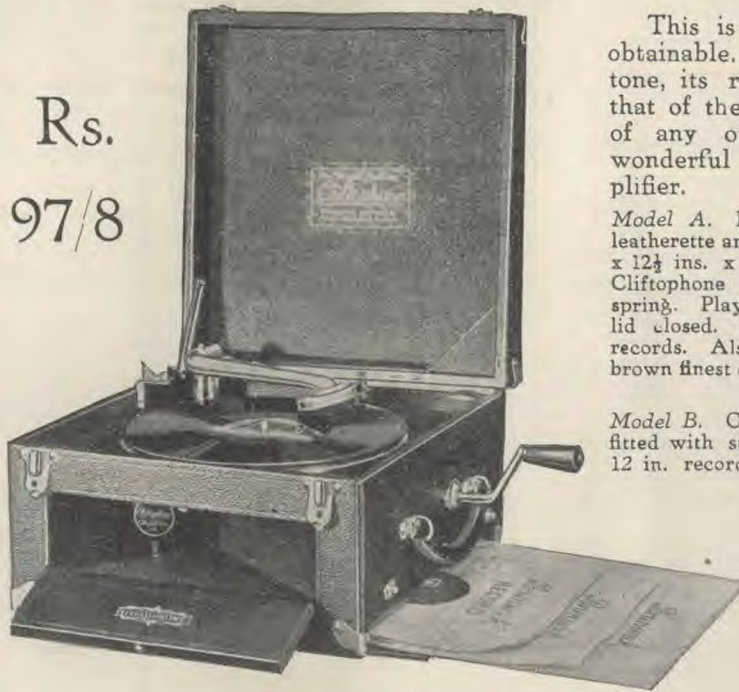 Rs.
97/8
This is
obtainable.
tone, its r
that of the
of any o
wonderful
plifier.
Model A.
leatherette an
x 12½ ins. x
Cliftophone
spring. Play
lid closed.
records. Als
brown finest
Model B. C
fitted with s
12 in. record